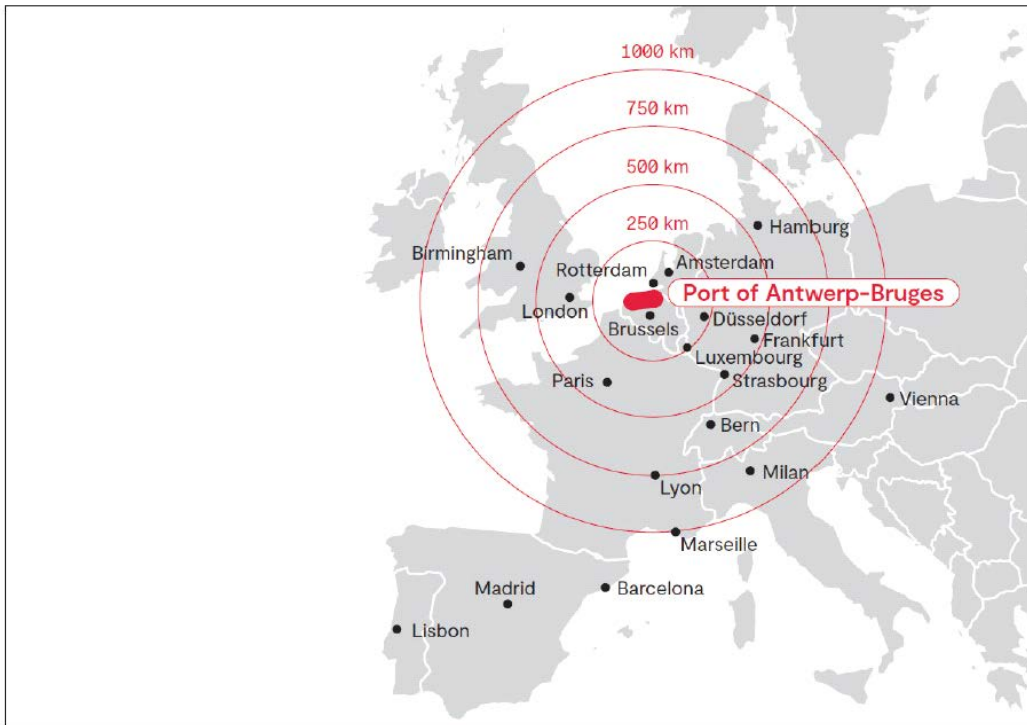 1000 km
750 km
500 km
250 km
Hamburg
Birmingham
Amsterdam
Rotterdam
Port of Antwerp-Bruges
London
Düsseldorf
Brussels
Frankfurt
Luxembourg
Paris
Strasbourg
Vienna
Bern
Milan
Lyon
Marseille
Madrid
Barcelona
Lisbon